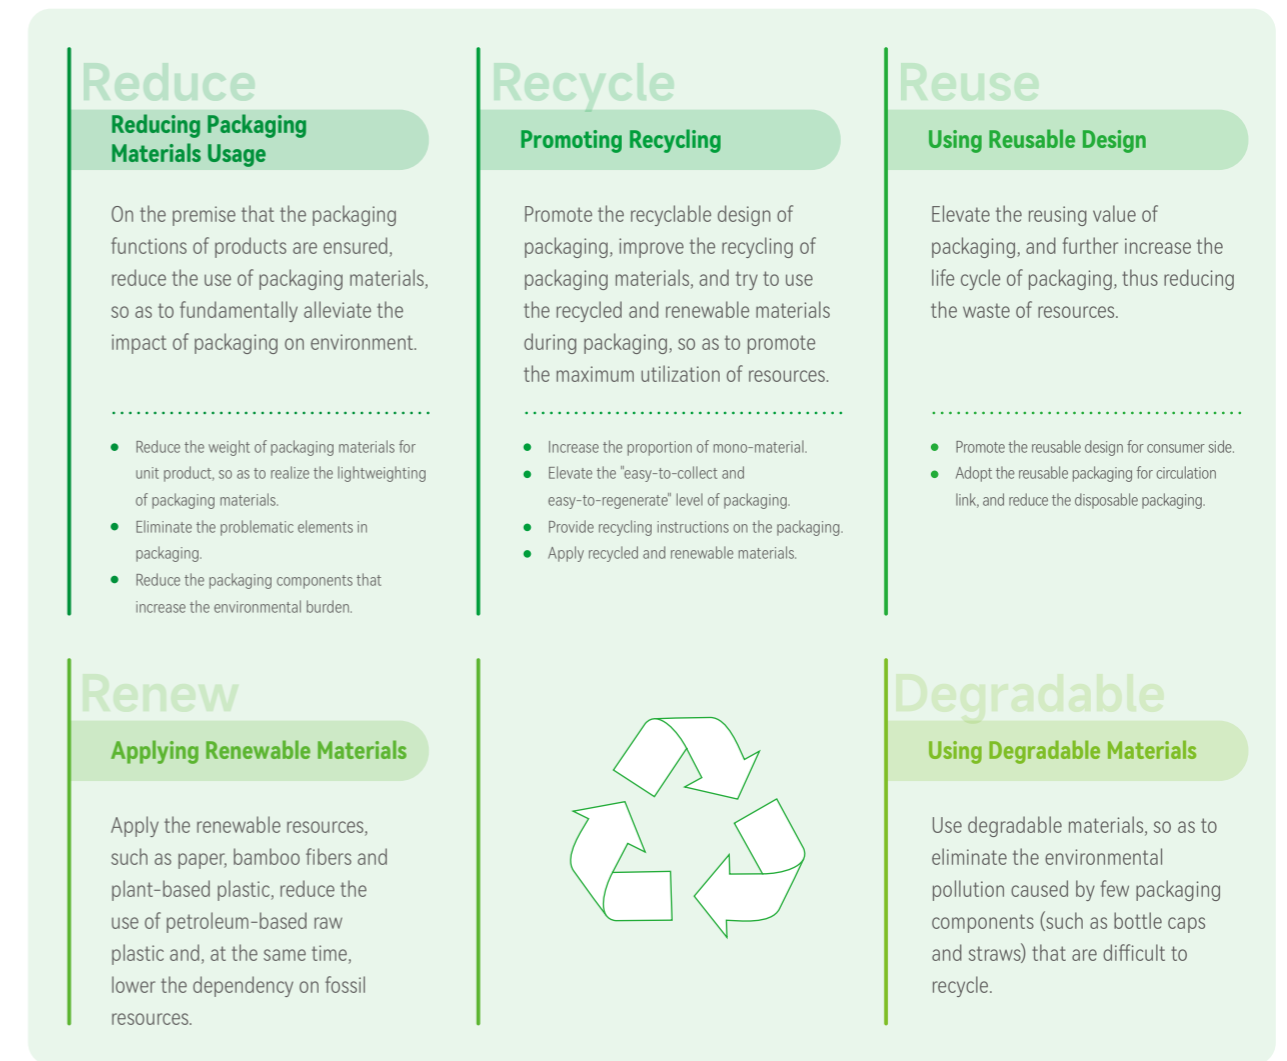 Reduce
Reducing Packaging
Materials Usage
On the premise that the packaging
functions of products are ensured,
reduce the use of packaging materials,
so as to fundamentally alleviate the
impact of packaging on environment.
Reduce the weight of packaging materials for
unit product, so as to realize the lightweighting
of packaging materials.
Eliminate the problematic elements in
packaging.
Reduce the packaging components that
increase the environmental burden.
Recycle
Promoting Recycling
Promote the recyclable design of
packaging, improve the recycling of
packaging materials, and try to use
the recycled and renewable materials
during packaging, so as to promote
the maximum utilization of resources.
Increase the proportion of mono-material.
Elevate the "easy-to-collect and
easy-to-regenerate" level of packaging.
Provide recycling instructions on the packaging.
Apply recycled and renewable materials.
Reuse
Using Reusable Design
Elevate the reusing value of
packaging, and further increase the
life cycle of packaging, thus reducing
the waste of resources.
Promote the reusable design for consumer side.
Adopt the reusable packaging for circulation
link, and reduce the disposable packaging.
Renew
Applying Renewable Materials
Apply the renewable resources,
such as paper, bamboo fibers and
plant-based plastic, reduce the
use of petroleum-based raw
plastic and, at the same time,
lower the dependency on fossil
resources.
Degradable
Using Degradable Materials
Use degradable materials, so as to
eliminate the environmental
pollution caused by few packaging
components (such as bottle caps
and straws) that are difficult to
recycle.